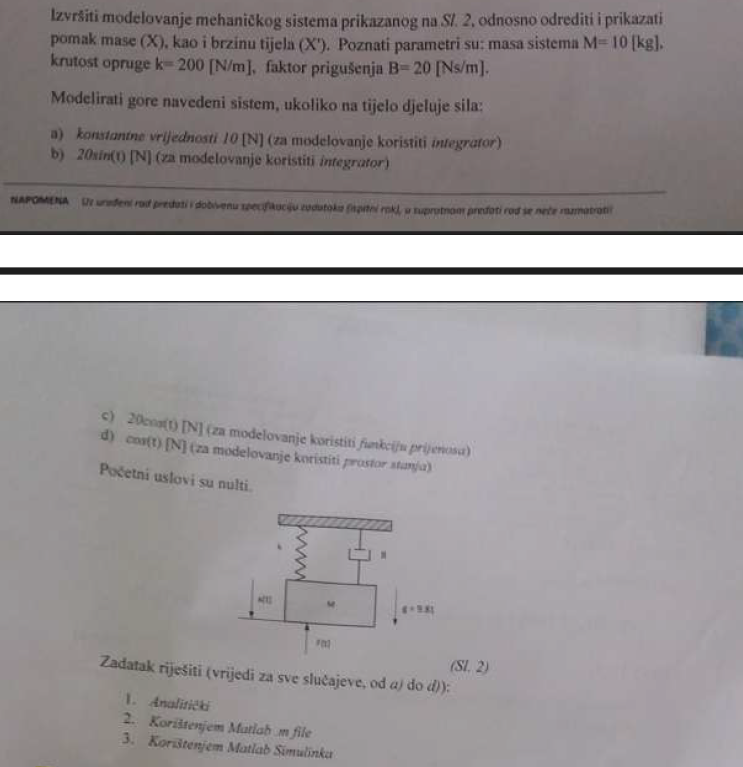 Izvršiti modelovanje mehaničkog sistema prikazanog na Sl. 2, odnosno odrediti i prikazati
pomak mase (X), kao i brzinu tijela (X'). Poznati parametri su: masa sistema M= 10 [kg],
krutost opruge k= 200 [N/m], faktor prigušenja B= 20 [Ns/m].
Modelirati gore navedeni sistem, ukoliko na tijelo djeluje sila:
a) konstantne vrijednosti 10 [N] (za modelovanje koristiti integrator)
b) 20sin(t) [N] (za modelovanje koristiti integrator)
NAPOMENA Uz urađeni rad predati i dobivenu specifikaciju zadataka (ispitni rok), u suprotnom predati rad se neće razmatrati!
c) 20cos(t) [N] (za modelovanje koristiti funkciju prijenosa)
d) cos(t) [N] (za modelovanje koristiti prostor stanja)
Početni uslovi su nulti.
k
B
x(t)
M
g = 9.81
F(t)
(Sl. 2)
Zadatak riješiti (vrijedi za sve slučajeve, od a) do d)):
1. Analitički
2. Korištenjem Matlab .m file
3. Korištenjem Matlab Simulinka